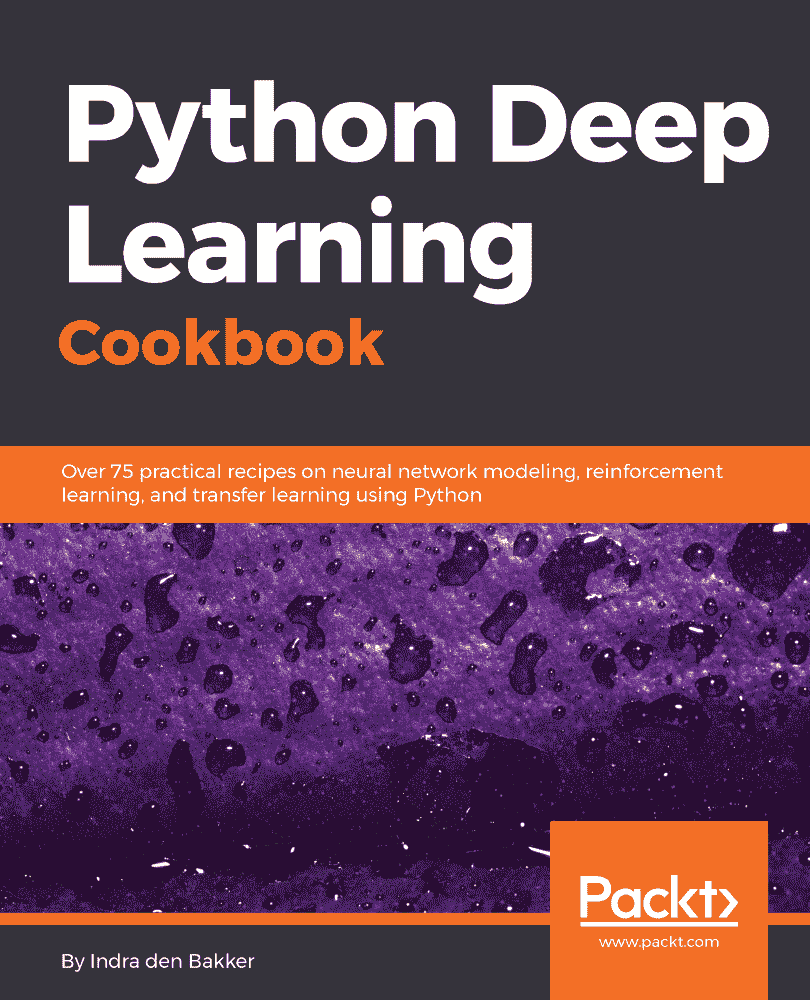 Python Deep
Learning
Cookbook
Over 75 practical recipes on neural network modeling, reinforcement
learning, and transfer learning using Python
Packt>
www.packt.com
By Indra den Bakker